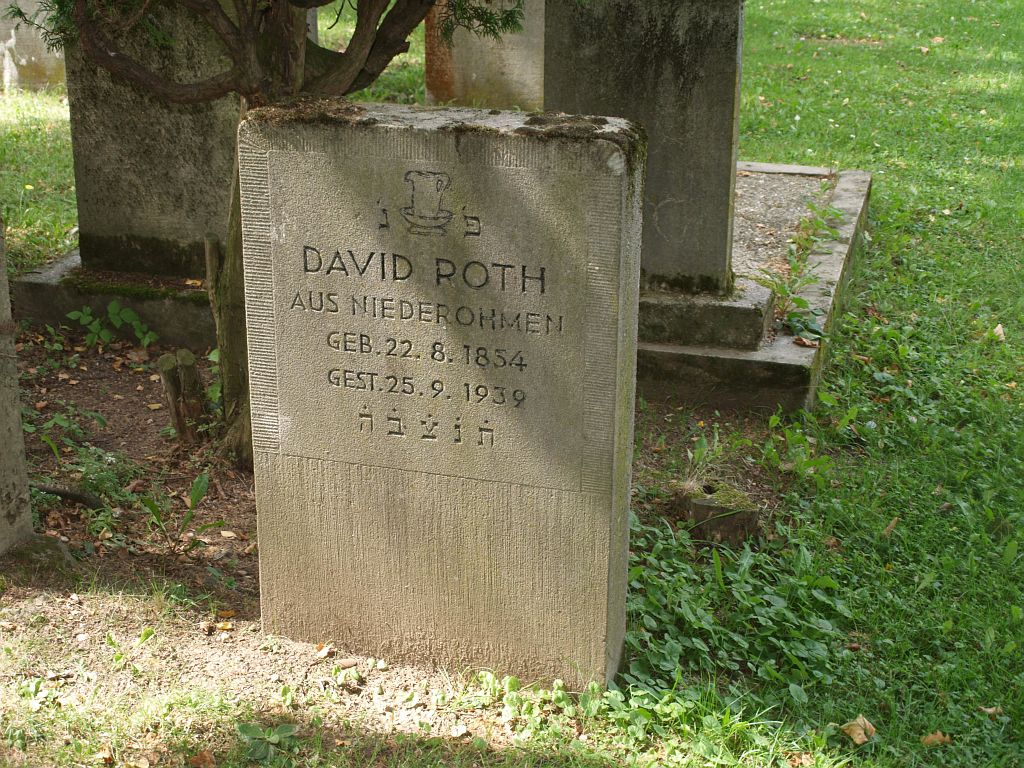 פ נ
DAVID ROTH
AUS NIEDEROHMEN
GEB. 22. 8. 1854
GEST. 25. 9. 1939
ת נ צ ב ה